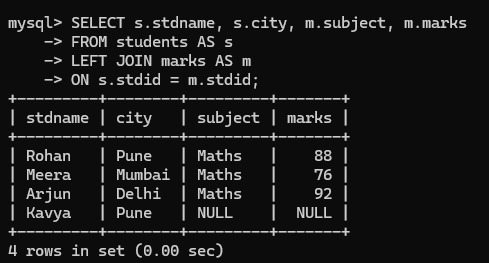 mysql> SELECT s.stdname, s.city, m.subject, m.marks
    -> FROM students AS s
    -> LEFT JOIN marks AS m
    -> ON s.stdid = m.stdid;
+---------+--------+---------+-------+
| stdname | city   | subject | marks |
+---------+--------+---------+-------+
| Rohan   | Pune   | Maths   |    88 |
| Meera   | Mumbai | Maths   |    76 |
| Arjun   | Delhi  | Maths   |    92 |
| Kavya   | Pune   | NULL    |  NULL |
+---------+--------+---------+-------+
4 rows in set (0.00 sec)